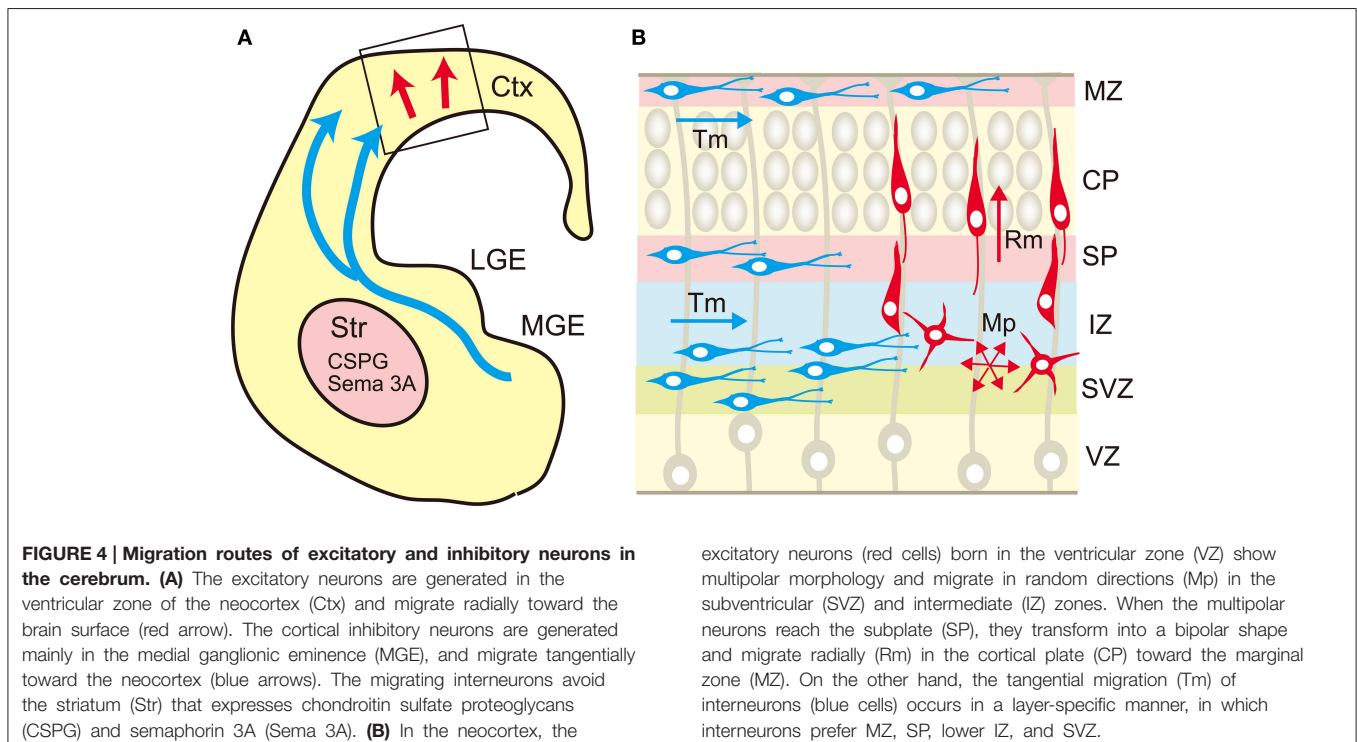 A
Ctx
LGE
MGE
Str
CSPG
Sema 3A
B
MZ
Tm
CP
Rm
SP
Tm
Mp
IZ
SVZ
VZ
FIGURE 4 | Migration routes of excitatory and inhibitory neurons in
the cerebrum. (A) The excitatory neurons are generated in the
ventricular zone of the neocortex (Ctx) and migrate radially toward the
brain surface (red arrow). The cortical inhibitory neurons are generated
mainly in the medial ganglionic eminence (MGE), and migrate tangentially
toward the neocortex (blue arrows). The migrating interneurons avoid
the striatum (Str) that expresses chondroitin sulfate proteoglycans
(CSPG) and semaphorin 3A (Sema 3A). (B) In the neocortex, the
excitatory neurons (red cells) born in the ventricular zone (VZ) show
multipolar morphology and migrate in random directions (Mp) in the
subventricular (SVZ) and intermediate (IZ) zones. When the multipolar
neurons reach the subplate (SP), they transform into a bipolar shape
and migrate radially (Rm) in the cortical plate (CP) toward the marginal
zone (MZ). On the other hand, the tangential migration (Tm) of
interneurons (blue cells) occurs in a layer-specific manner, in which
interneurons prefer MZ, SP, lower IZ, and SVZ.